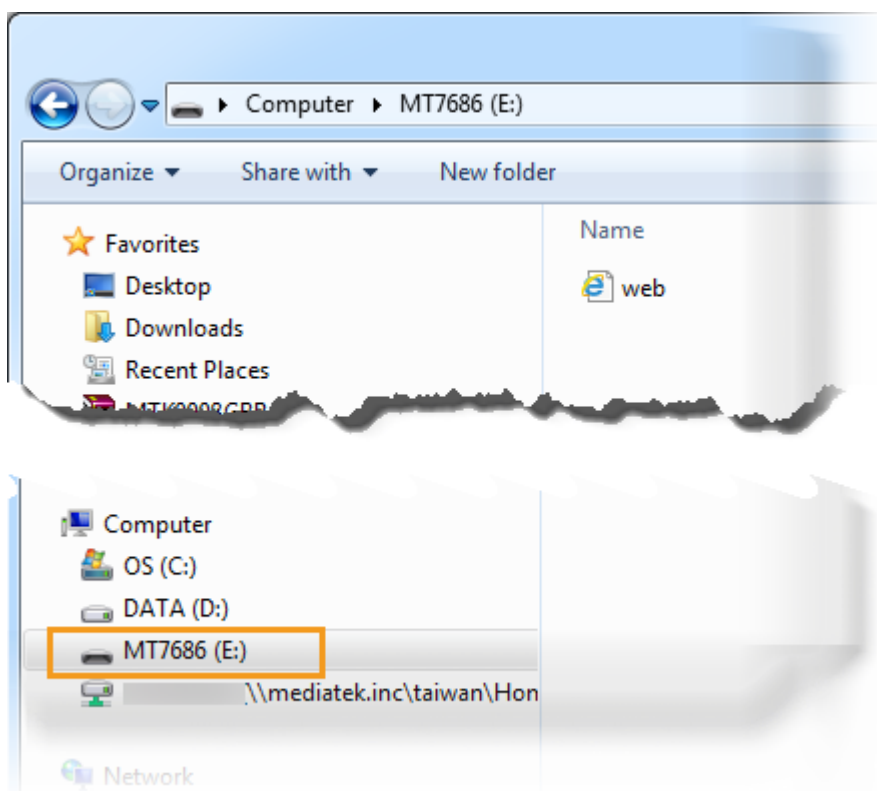 Computer MT7686 (E:)
Organize Share with New folder
Favorites
Desktop
Downloads
Recent Places
Name
web
Computer
OS (C:)
DATA (D:)
MT7686 (E:)
\\mediatek.inc\taiwan\Hon
Network